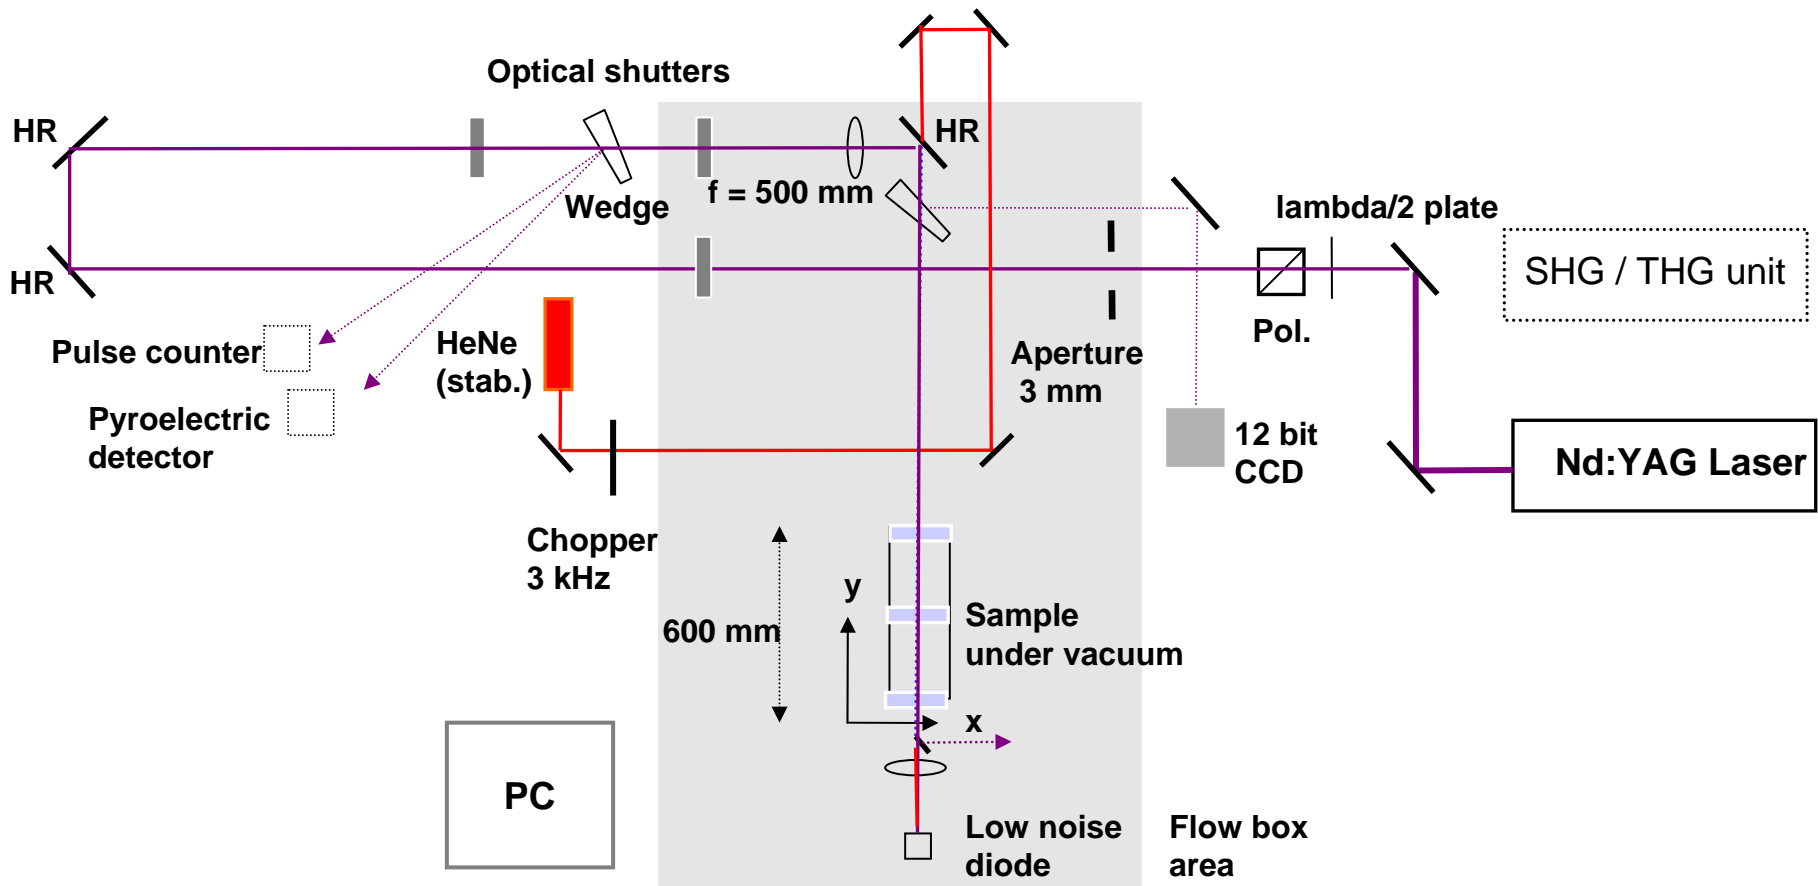 Optical shutters
HR
HR
Wedge
f = 500 mm
lambda/2 plate
HR
SHG / THG unit
Pol.
Pulse counter
HeNe
(stab.)
Aperture
3 mm
Pyroelectric
detector
12 bit
CCD
Nd:YAG Laser
Chopper
3 kHz
y
600 mm
Sample
under vacuum
x
PC
Low noise
diode
Flow box
area